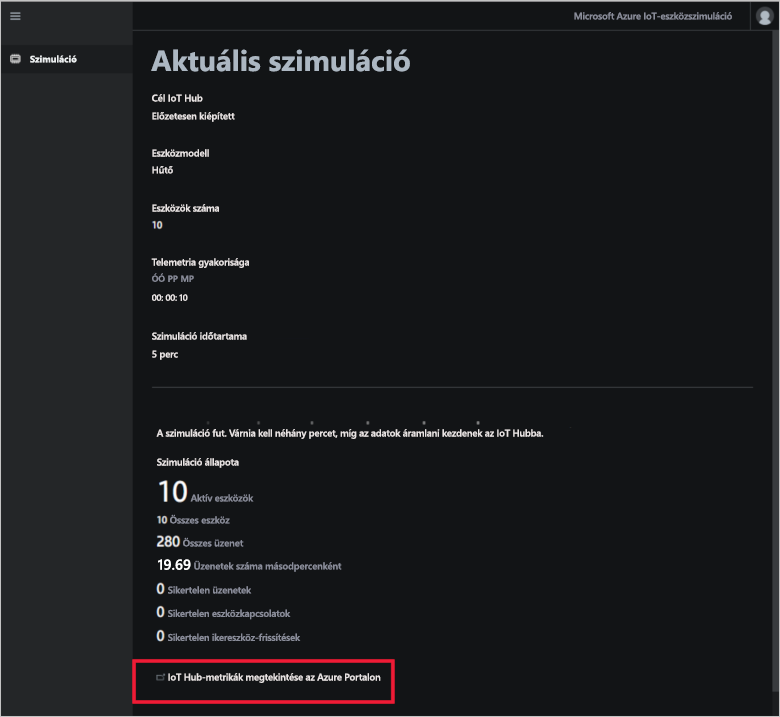 Microsoft Azure IoT-eszközszimuláció
Szimuláció
Aktuális szimuláció
Cél IoT Hub
Előzetesen kiépített
Eszközmodell
Hűtő
Eszközök száma
10
Telemetria gyakorisága
ÓÓ PP MP
00: 00: 10
Szimuláció időtartama
5 perc
A szimuláció fut. Várnia kell néhány percet, míg az adatok áramlani kezdenek az IoT Hubba.
Szimuláció állapota
10 Aktív eszközök
10 Összes eszköz
280 Összes üzenet
19.69 Üzenetek száma másodpercenként
0 Sikertelen üzenetek
0 Sikertelen eszközkapcsolatok
0 Sikertelen ikereszköz-frissítések
IoT Hub-metrikák megtekintése az Azure Portalon